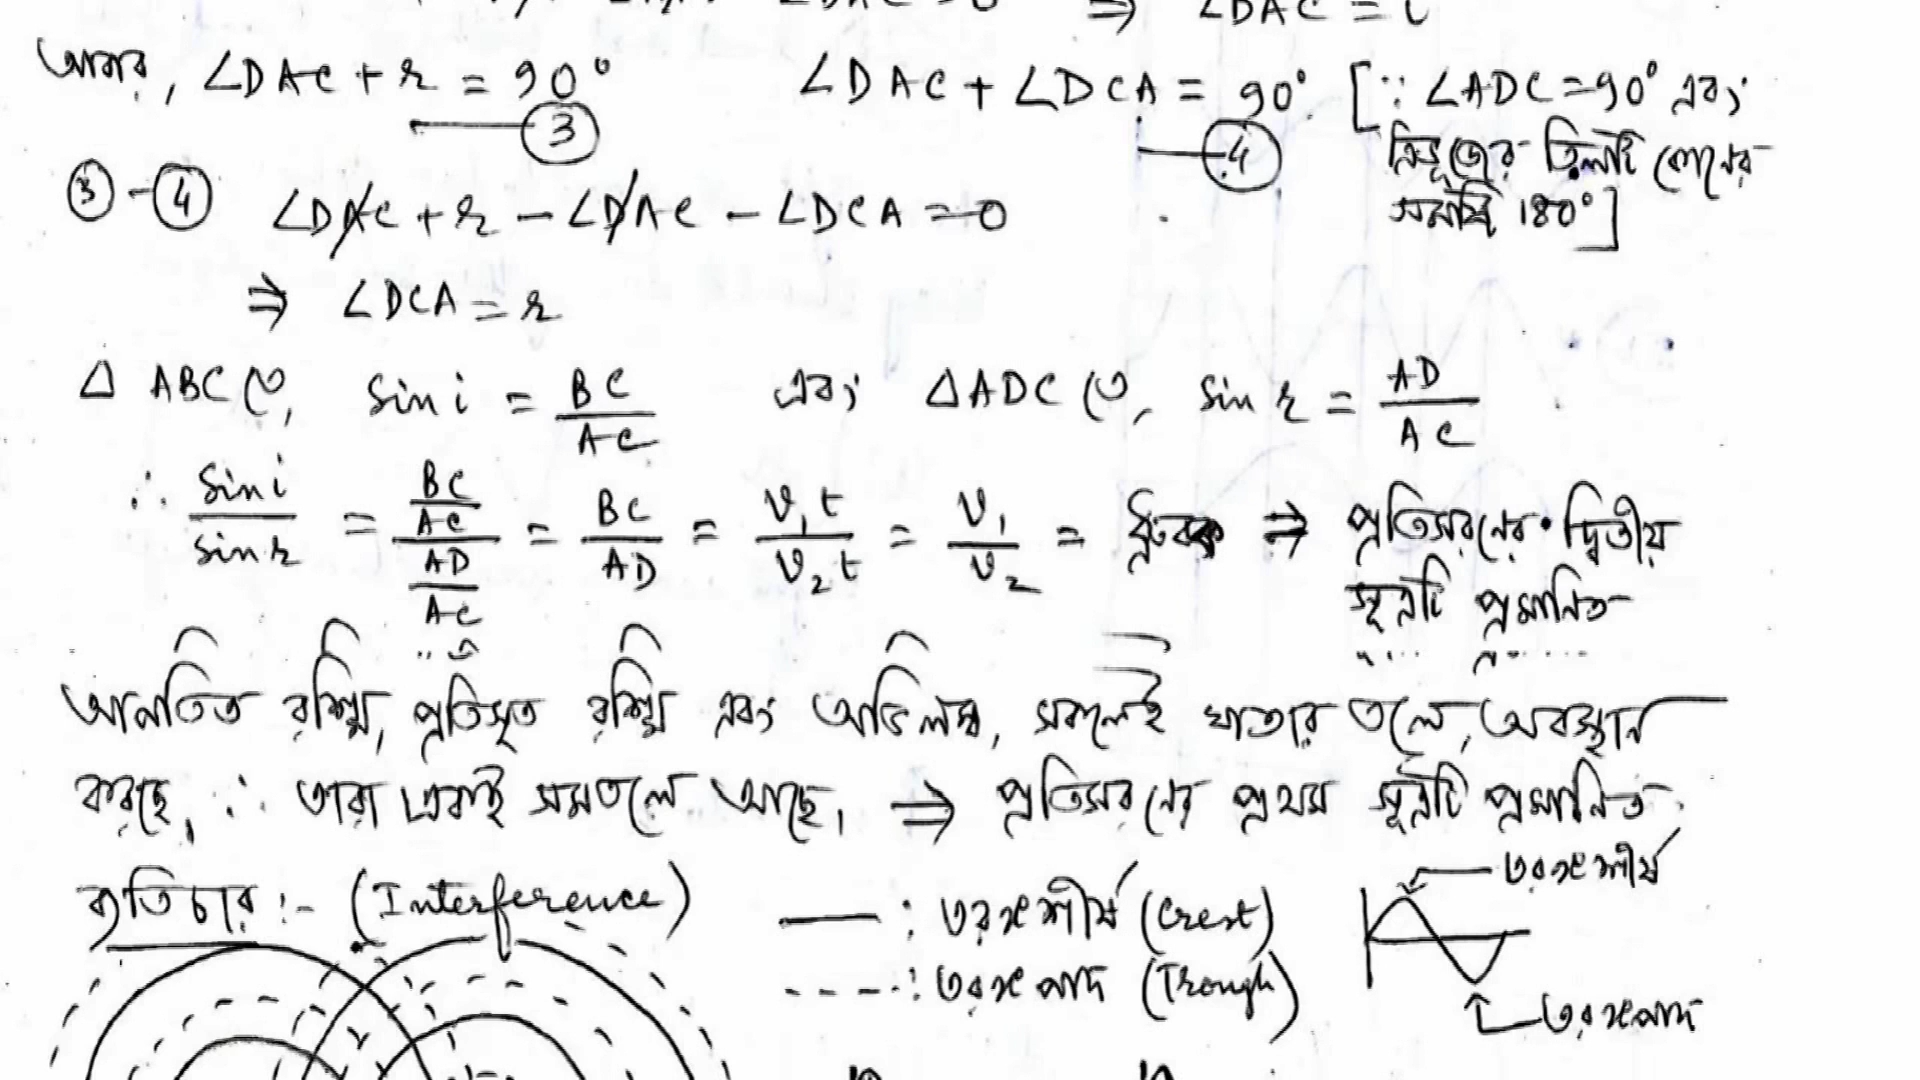 ∠DAC = i
আবার, ∠DAC + r = 90° ③ ∠DAC + ∠DCA = 90° ④ [∵ ∠ADC = 90° এবং
ত্রিভুজের তিনটি কোণের
সমষ্টি 180°]
③ - ④ ∠DAC + r - ∠DAC - ∠DCA = 0
⇒ ∠DCA = r
Δ ABC তে, sin i = BC/AC এবং ΔADC তে, sin r = AD/AC
∴ sin i / sin r = (BC/AC)/(AD/AC) = BC/AD = v₁t/v₂t = v₁/v₂ = ধ্রুবক ⇒ প্রতিসরণের দ্বিতীয়
সূত্রটি প্রমানিত
আপতিত রশ্মি, প্রতিসৃত রশ্মি এবং অভিলম্ব, সকলেই খাতার তলে অবস্থান
করছে, ∴ তারা একই সমতলে আছে। ⇒ প্রতিসরণের প্রথম সূত্রটি প্রমানিত
ব্যতিচার :- (Interference)
—— : তরঙ্গশীর্ষ (Crest)
- - - - : তরঙ্গপাদ (Trough)
তরঙ্গশীর্ষ
তরঙ্গপাদ